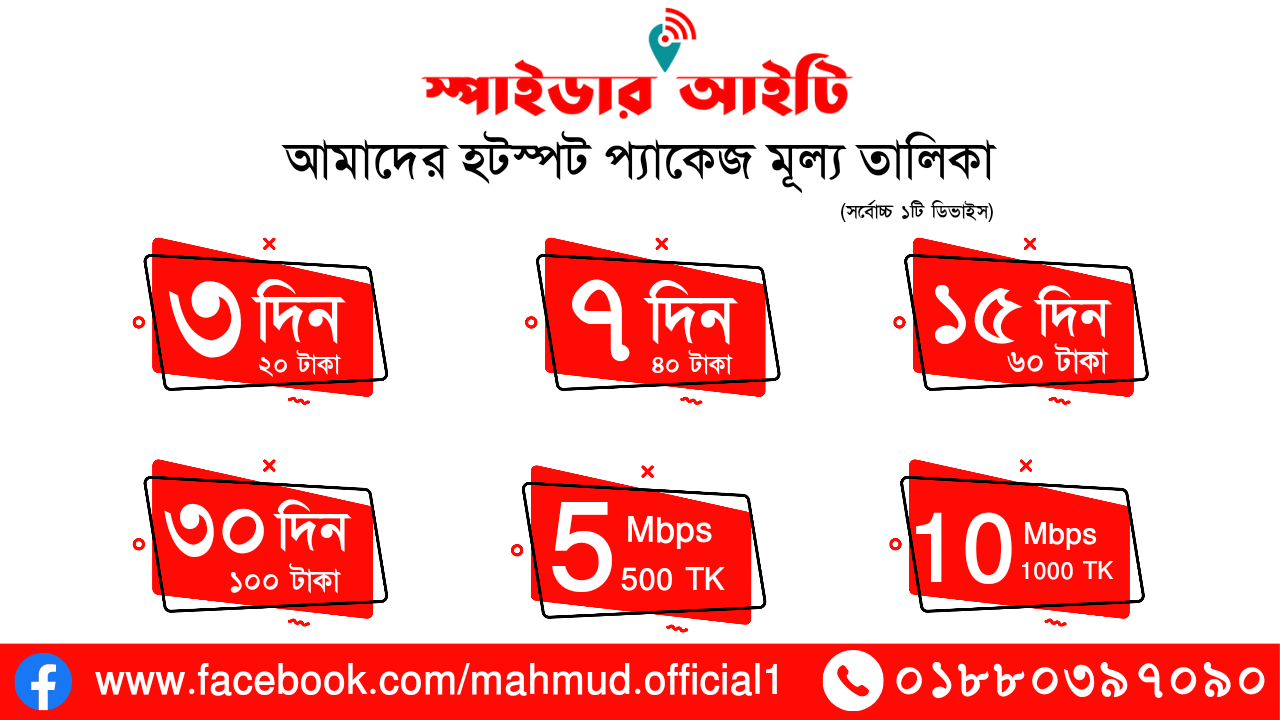 স্পাইডার আইটি
আমাদের হটস্পট প্যাকেজ মূল্য তালিকা
(সর্বোচ্চ ১টি ডিভাইস)
৩ দিন
২০ টাকা
৭ দিন
৪০ টাকা
১৫ দিন
৬০ টাকা
৩০ দিন
১০০ টাকা
5 Mbps
500 TK
10 Mbps
1000 TK
www.facebook.com/mahmud.official1
০১৮৮০৩৯৭০৯০